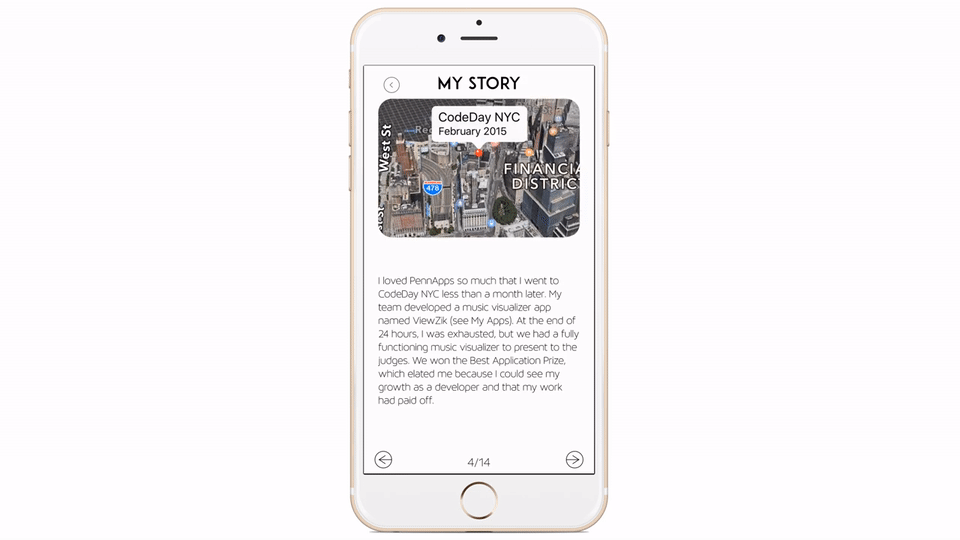 MY STORY
CodeDay NYC
February 2015
West St
FINANCIA
DISTRIC
478
I loved PennApps so much that I went to
CodeDay NYC less than a month later. My
team developed a music visualizer app
named ViewZik (see My Apps). At the end of
24 hours, I was exhausted, but we had a fully
functioning music visualizer to present to the
judges. We won the Best Application Prize,
which elated me because I could see my
growth as a developer and that my work
had paid off.
4/14